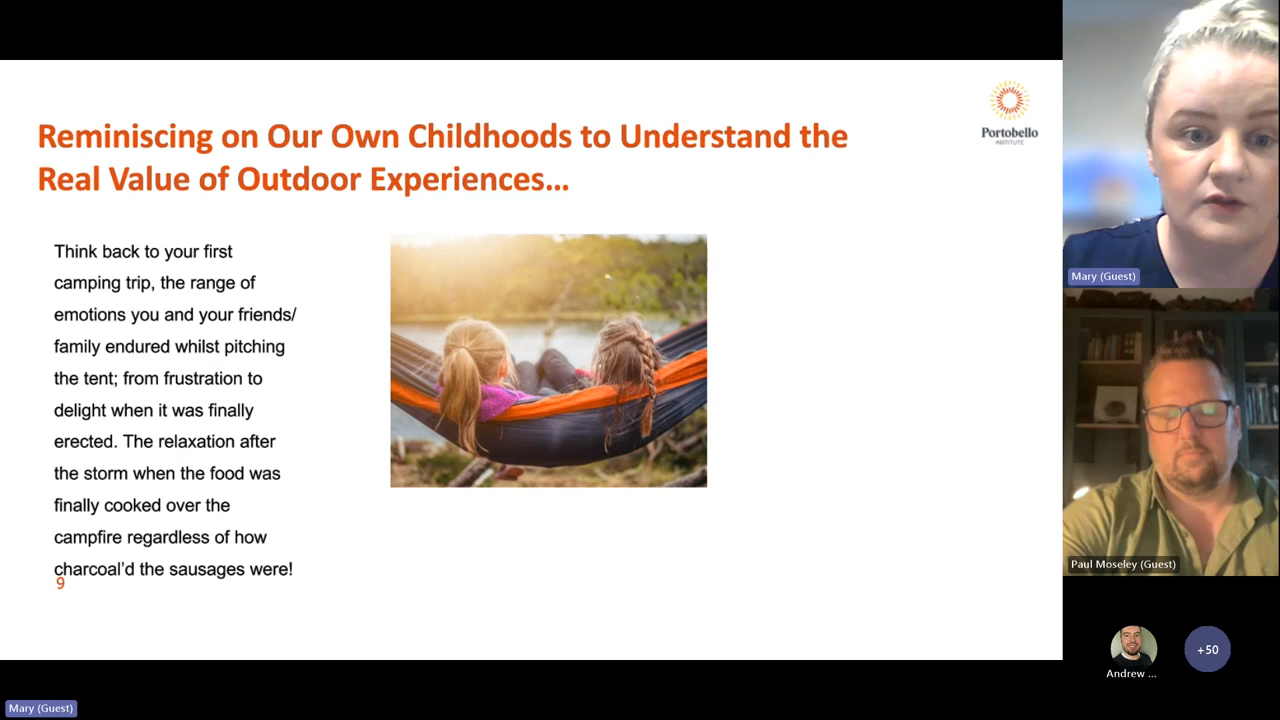 Reminiscing on Our Own Childhoods to Understand the
Real Value of Outdoor Experiences...
Portobello
INSTITUTE
Think back to your first
camping trip, the range of
emotions you and your friends/
family endured whilst pitching
the tent; from frustration to
delight when it was finally
erected. The relaxation after
the storm when the food was
finally cooked over the
campfire regardless of how
charcoal’d the sausages were!
9
Mary (Guest)
Paul Moseley (Guest)
Andrew ...
+50
Mary (Guest)